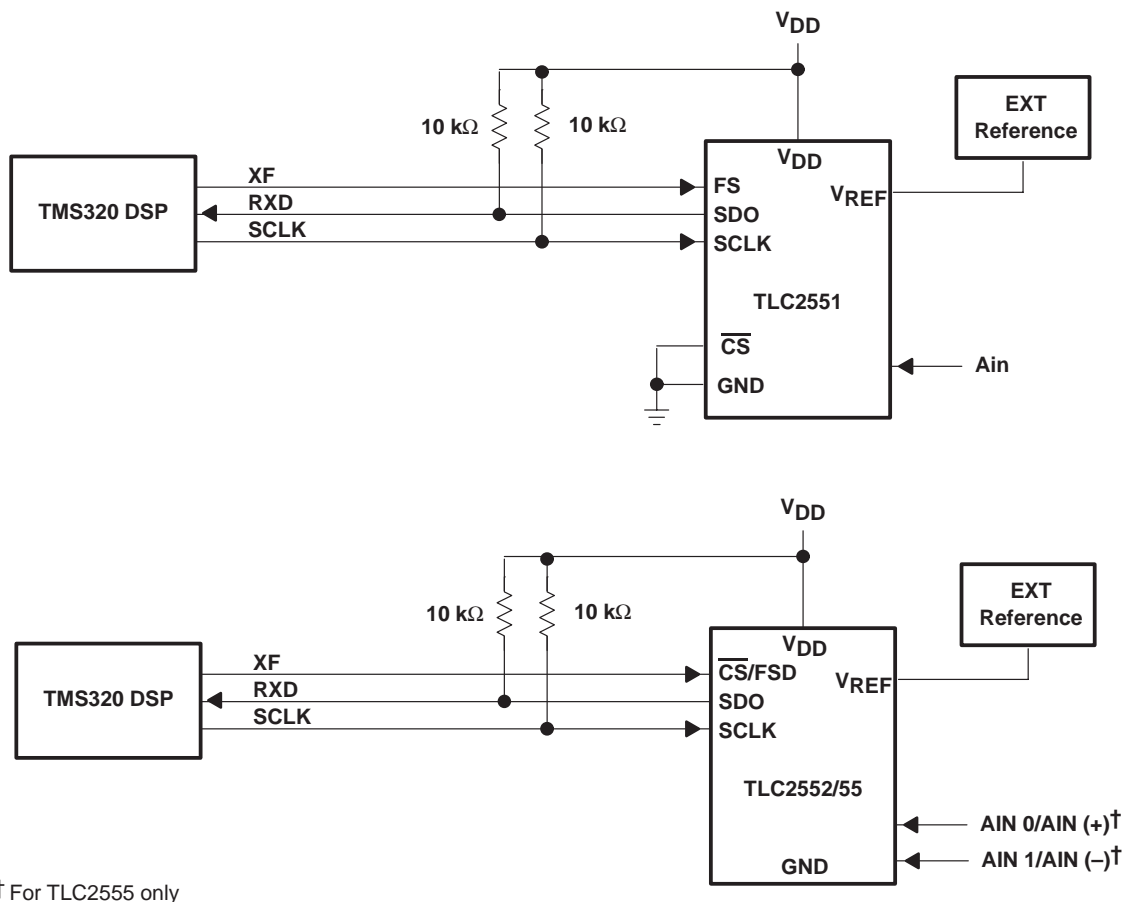 VDD
10 kΩ
10 kΩ
EXT
Reference
TMS320 DSP
XF
RXD
SCLK
VDD
FS
SDO
SCLK
VREF
TLC2551
CS
GND
Ain
VDD
10 kΩ
10 kΩ
EXT
Reference
TMS320 DSP
XF
RXD
SCLK
VDD
CS/FSD
SDO
SCLK
VREF
TLC2552/55
GND
AIN 0/AIN (+)†
AIN 1/AIN (–)†
† For TLC2555 only